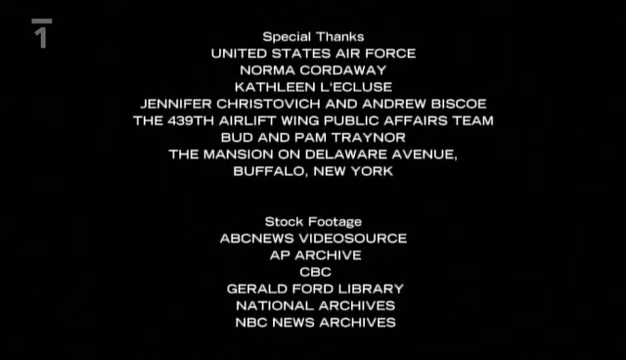 1
Special Thanks
UNITED STATES AIR FORCE
NORMA CORDAWAY
KATHLEEN L'ECLUSE
JENNIFER CHRISTOVICH AND ANDREW BISCOE
THE 439TH AIRLIFT WING PUBLIC AFFAIRS TEAM
BUD AND PAM TRAYNOR
THE MANSION ON DELAWARE AVENUE,
BUFFALO, NEW YORK
Stock Footage
ABCNEWS VIDEOSOURCE
AP ARCHIVE
CBC
GERALD FORD LIBRARY
NATIONAL ARCHIVES
NBC NEWS ARCHIVES